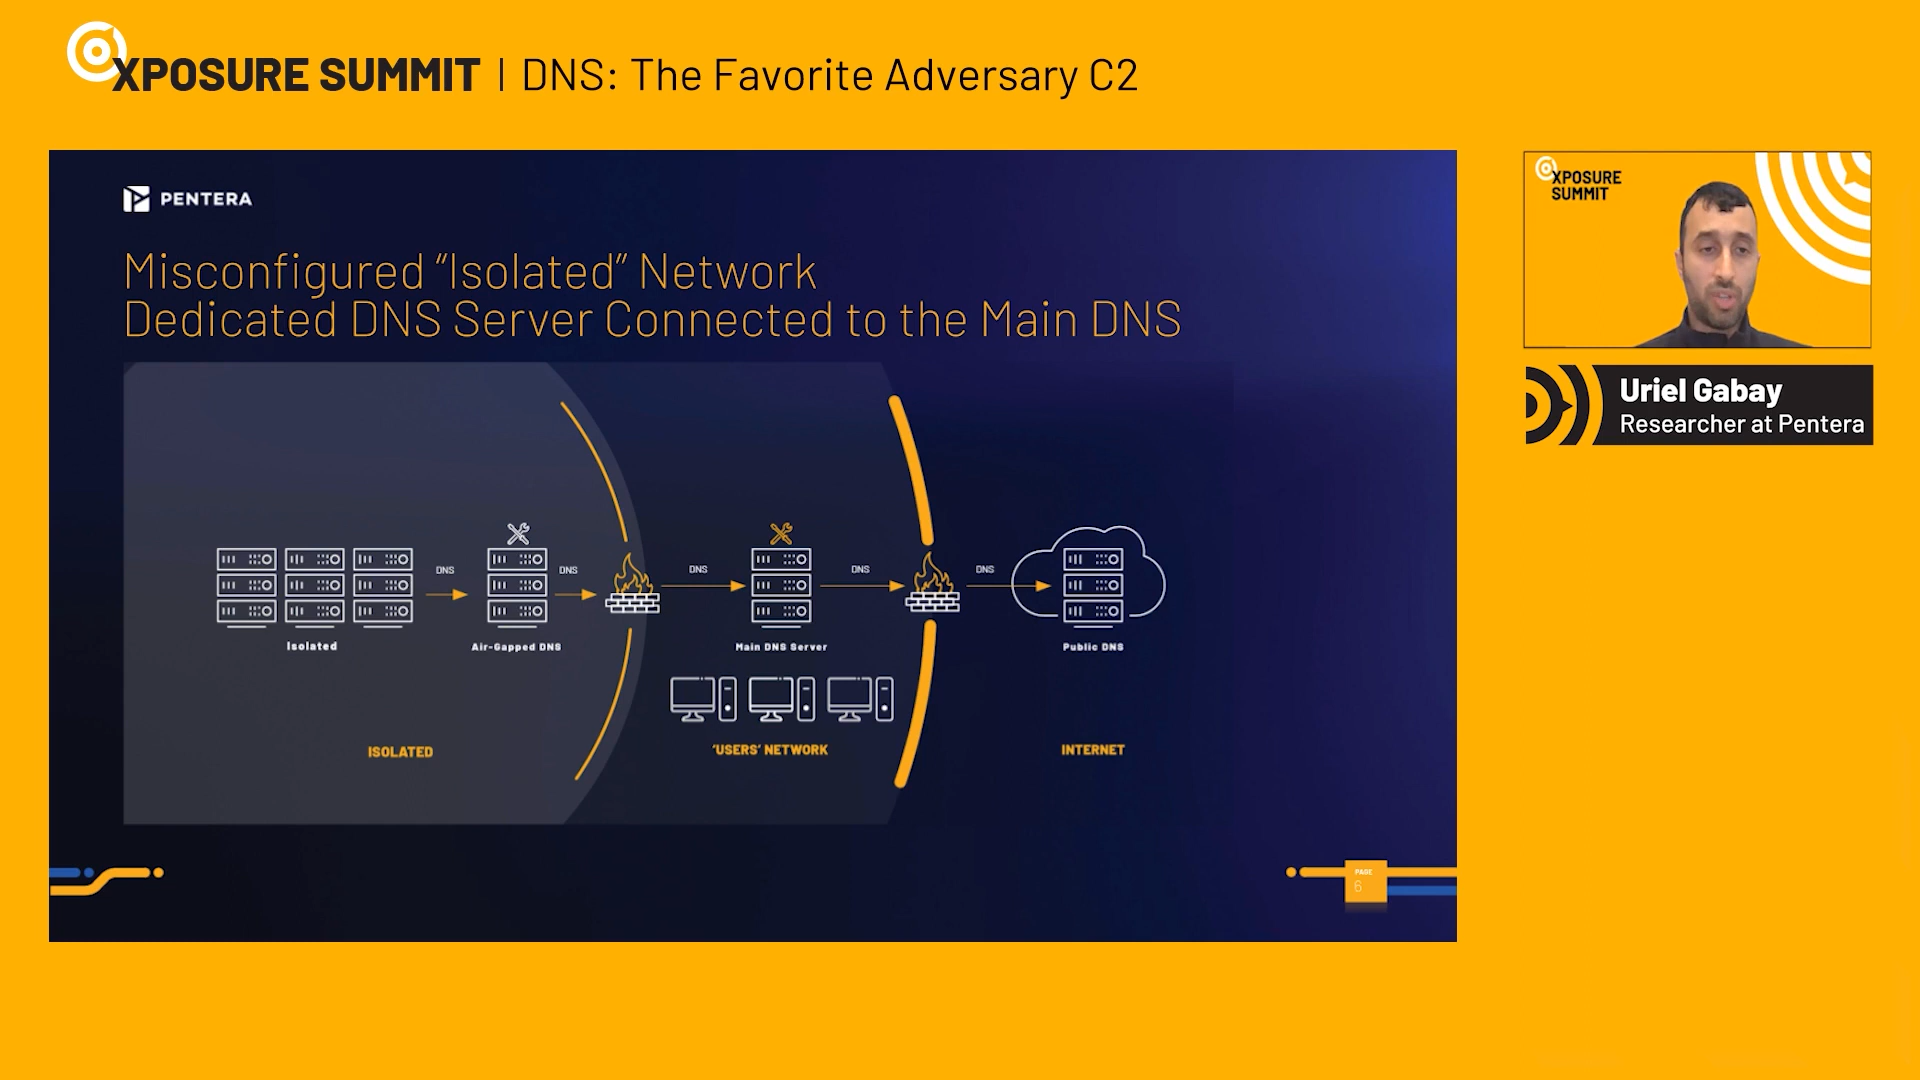 XPOSURE SUMMIT | DNS: The Favorite Adversary C2
PENTERA
Misconfigured “Isolated” Network
Dedicated DNS Server Connected to the Main DNS
DNS
DNS
DNS
DNS
DNS
Isolated
Air-Gapped DNS
Main DNS Server
Public DNS
ISOLATED
‘USERS’ NETWORK
INTERNET
PAGE
6
XPOSURE
SUMMIT
Uriel Gabay
Researcher at Pentera